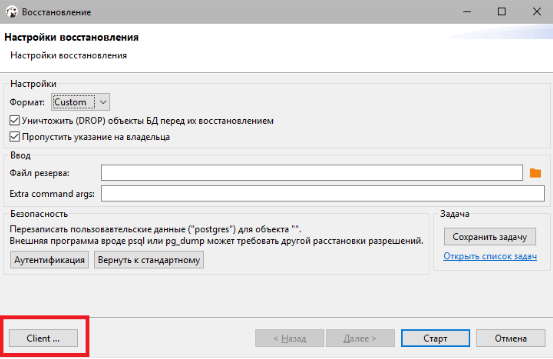 Восстановление
Настройки восстановления
Настройки восстановления
Настройки
Формат: Custom
Уничтожить (DROP) объекты БД перед их восстановлением
Пропустить указание на владельца
Ввод
Файл резерва:
Extra command args:
Безопасность
Перезаписать пользовавтельские данные ("postgres") для объекта "".
Внешняя программа вроде psql или pg_dump может требовать другой расстановки разрешений.
Аутентификация Вернуть к стандартному
Задача
Сохранить задачу
Открыть список задач
Client ... < Назад Далее > Старт Отмена